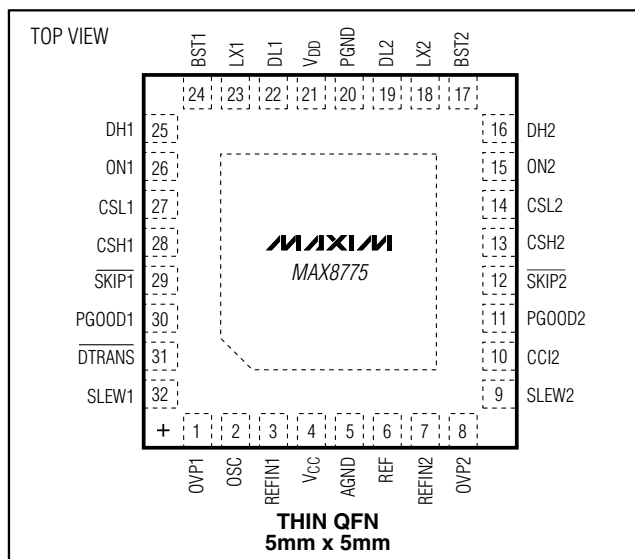 TOP VIEW
BST1 LX1 DL1 VDD PGND DL2 LX2 BST2
24 23 22 21 20 19 18 17
DH1 25 16 DH2
ON1 26 15 ON2
CSL1 27 14 CSL2
CSH1 28 13 CSH2
SKIP1 29 12 SKIP2
PGOOD1 30 11 PGOOD2
DTRANS 31 10 CCI2
SLEW1 32 9 SLEW2
MAXIM
MAX8775
+ 1 2 3 4 5 6 7 8
OVP1 OSC REFIN1 VCC AGND REF REFIN2 OVP2
THIN QFN
5mm x 5mm